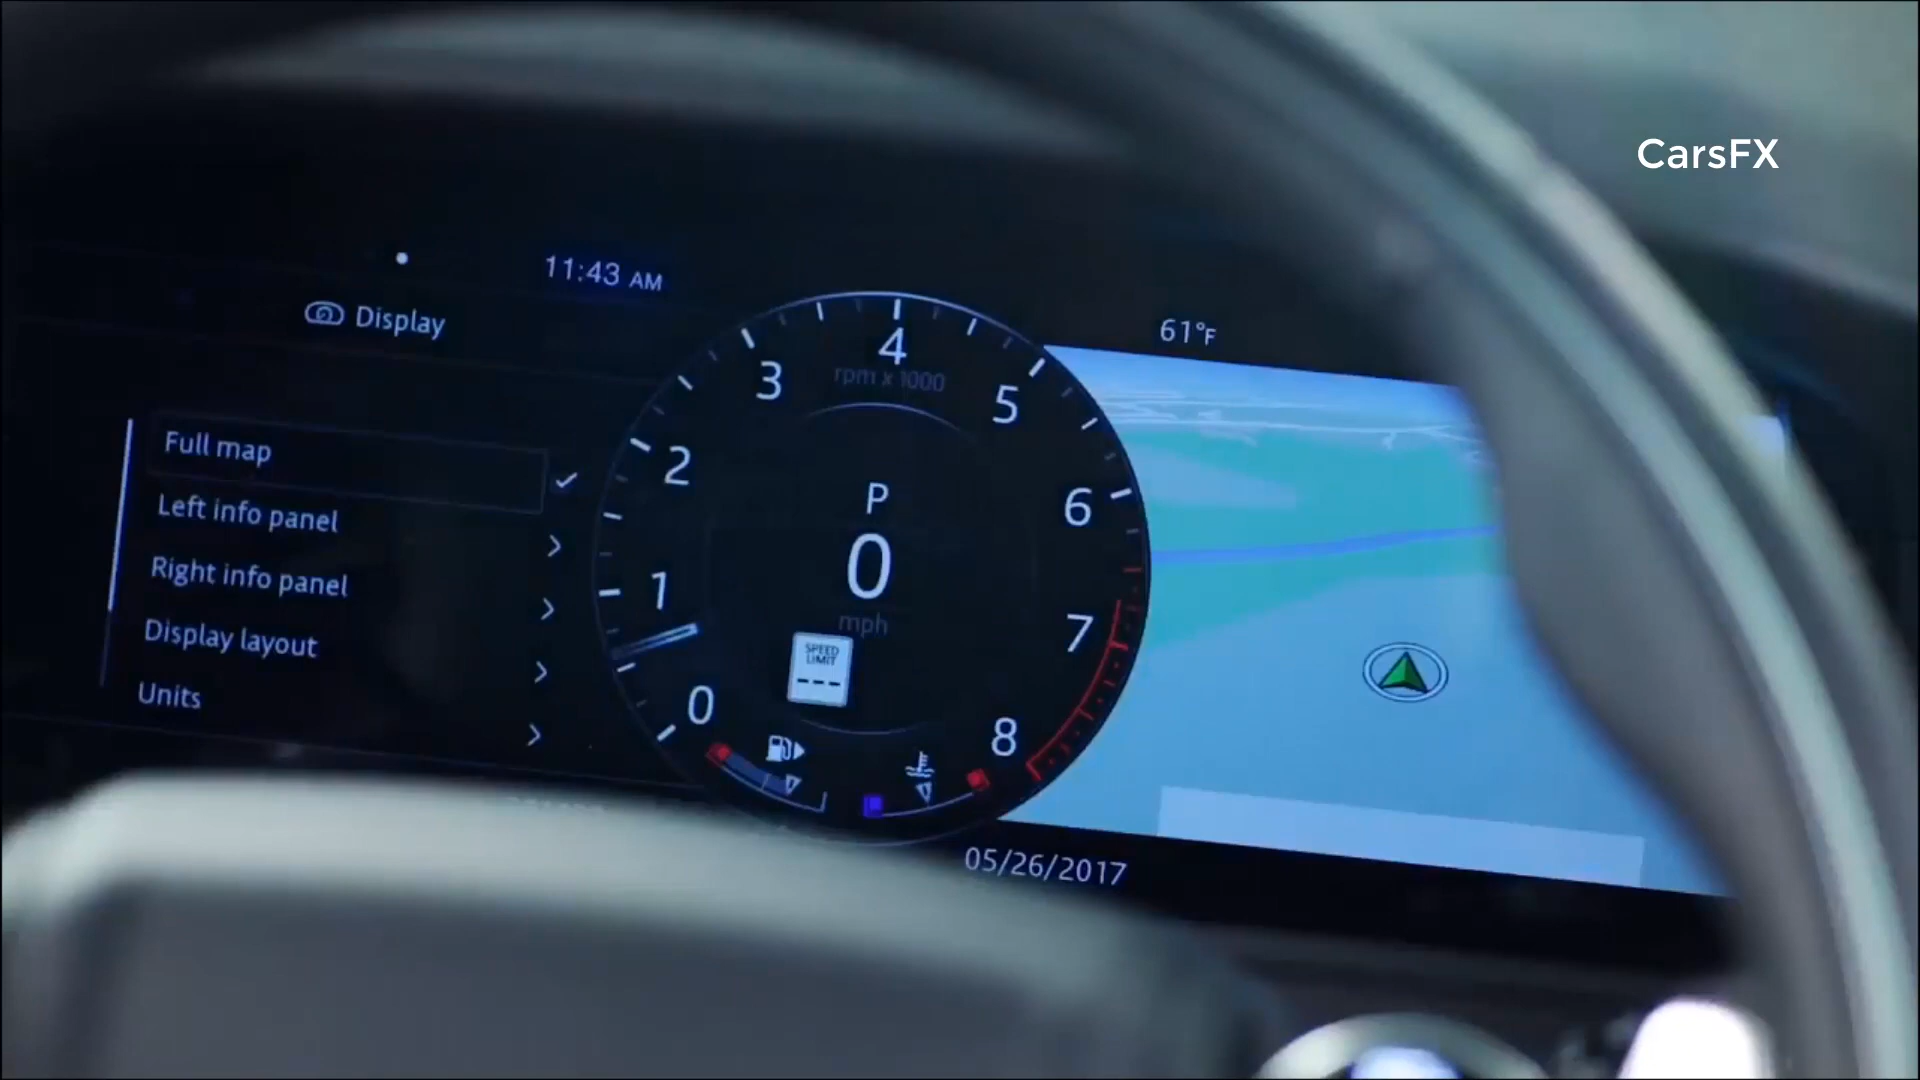 CarsFX
11:43 AM
Display
61°F
Full map
Left info panel
Right info panel
Display layout
Units
0
1
2
3
4
5
6
7
8
rpm x 1000
P
0
mph
SPEED
LIMIT
---
05/26/2017